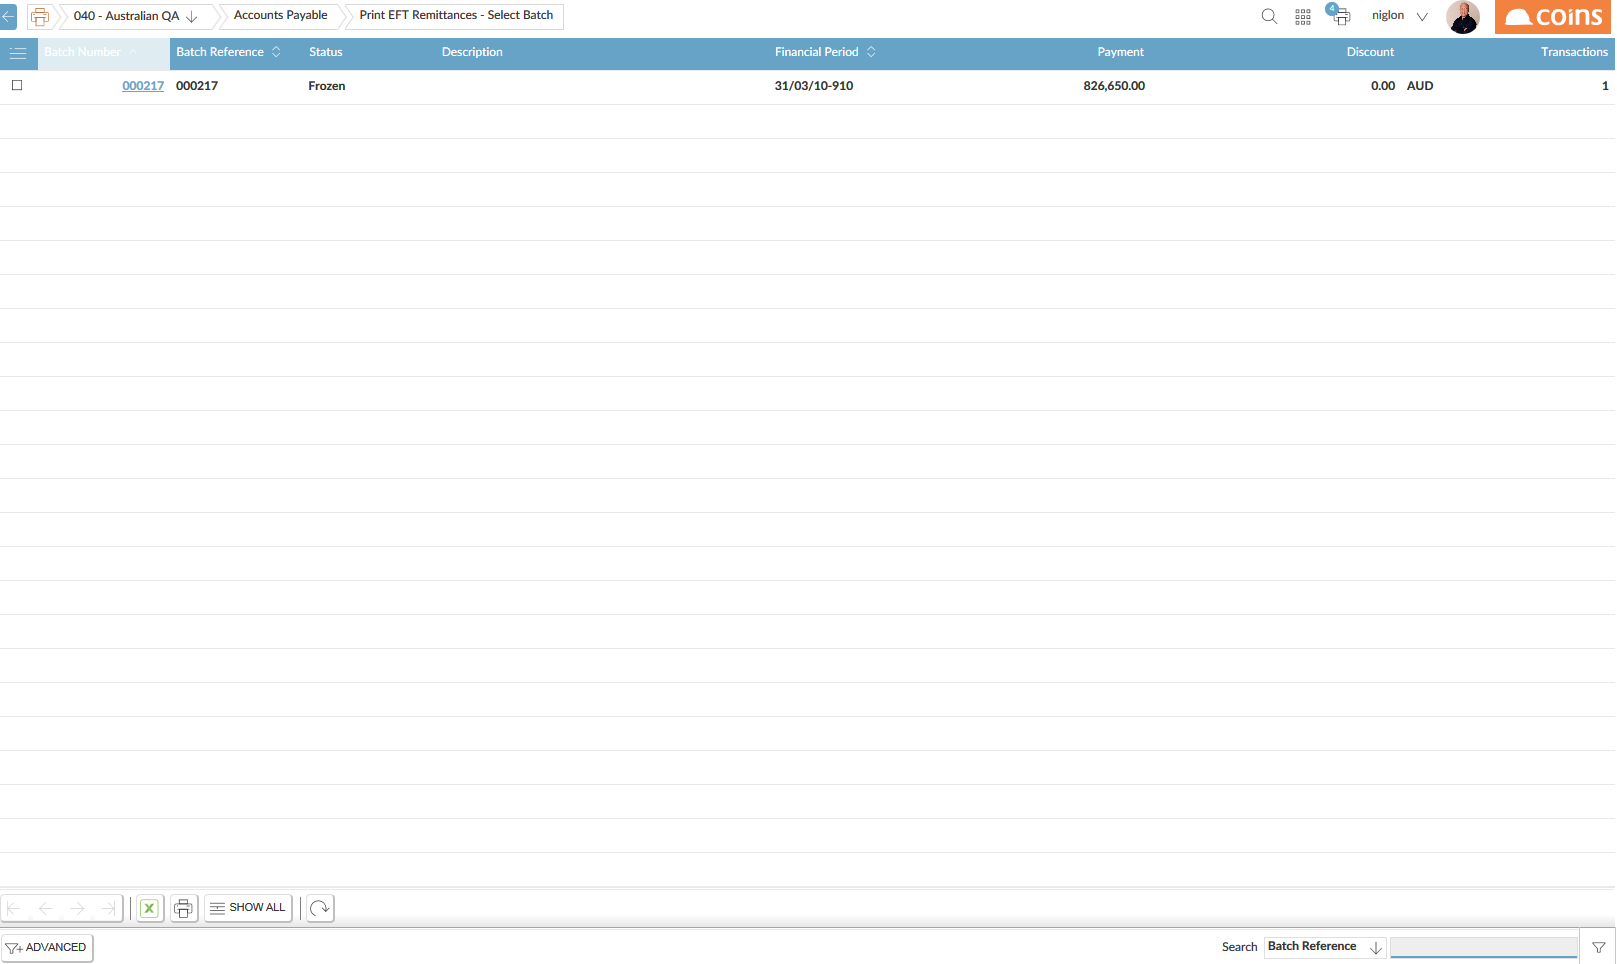 040 - Australian QA Accounts Payable Print EFT Remittances - Select Batch 4 niglon coins
Batch Number Batch Reference Status Description Financial Period Payment Discount Transactions
000217 000217 Frozen 31/03/10-910 826,650.00 0.00 AUD 1
X SHOW ALL
ADVANCED Search Batch Reference